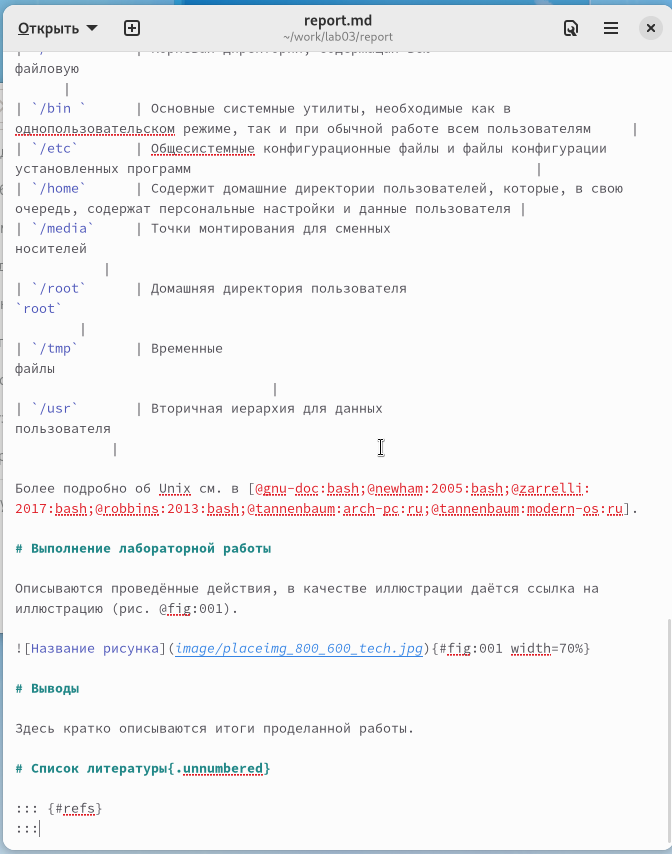 Открыть
report.md
~/work/lab03/report
файловую
|
| `/bin ` | Основные системные утилиты, необходимые как в
однопользовательском режиме, так и при обычной работе всем пользователям |
| `/etc` | Общесистемные конфигурационные файлы и файлы конфигурации
установленных программ |
| `/home` | Содержит домашние директории пользователей, которые, в свою
очередь, содержат персональные настройки и данные пользователя |
| `/media` | Точки монтирования для сменных
носителей
|
| `/root` | Домашняя директория пользователя
`root`
|
| `/tmp` | Временные
файлы
|
| `/usr` | Вторичная иерархия для данных
пользователя
|
Более подробно об Unix см. в [@gnu-doc:bash;@newham:2005:bash;@zarrelli:
2017:bash;@robbins:2013:bash;@tannenbaum:arch-pc:ru;@tannenbaum:modern-os:ru].
# Выполнение лабораторной работы
Описываются проведённые действия, в качестве иллюстрации даётся ссылка на
иллюстрацию (рис. @fig:001).
![Название рисунка](image/placeimg_800_600_tech.jpg){#fig:001 width=70%}
# Выводы
Здесь кратко описываются итоги проделанной работы.
# Список литературы{.unnumbered}
::: {#refs}
:::